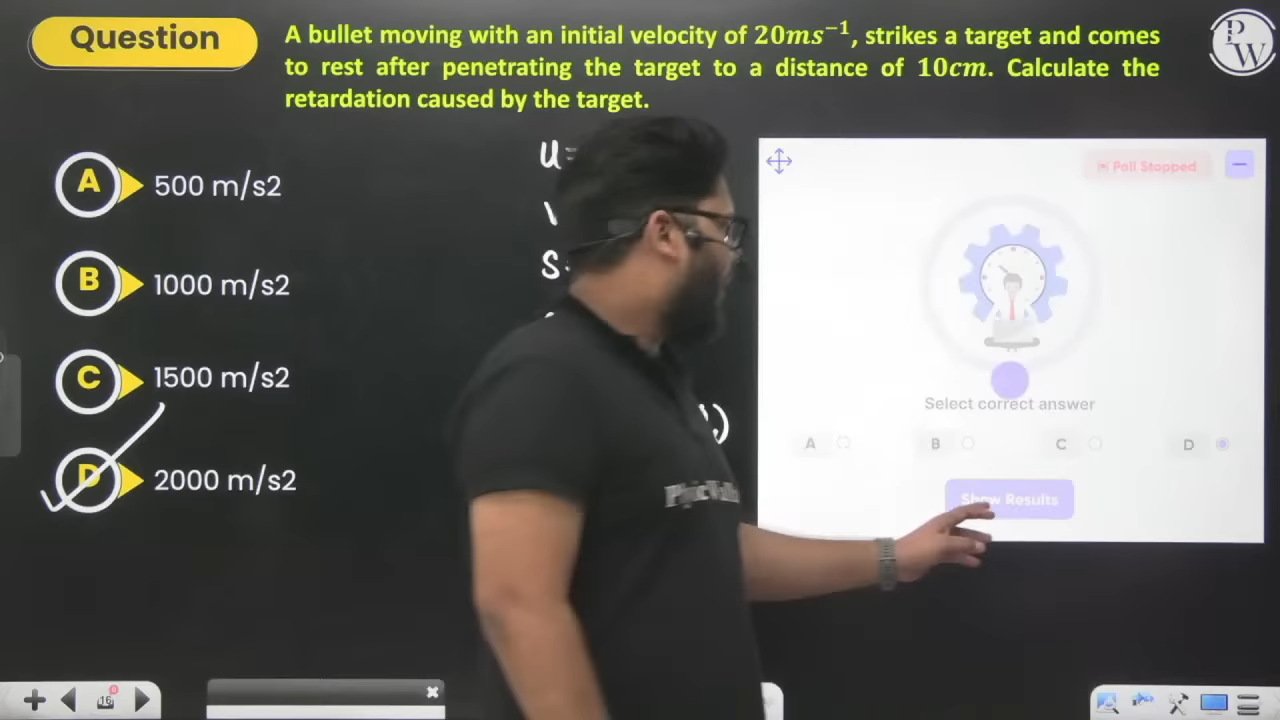 Question
A bullet moving with an initial velocity of 20ms⁻¹, strikes a target and comes
to rest after penetrating the target to a distance of 10cm. Calculate the
retardation caused by the target.
PW
A 500 m/s2
B 1000 m/s2
C 1500 m/s2
D 2000 m/s2
u=
S
Poll Stopped
Select correct answer
A B C D
Show Results
16